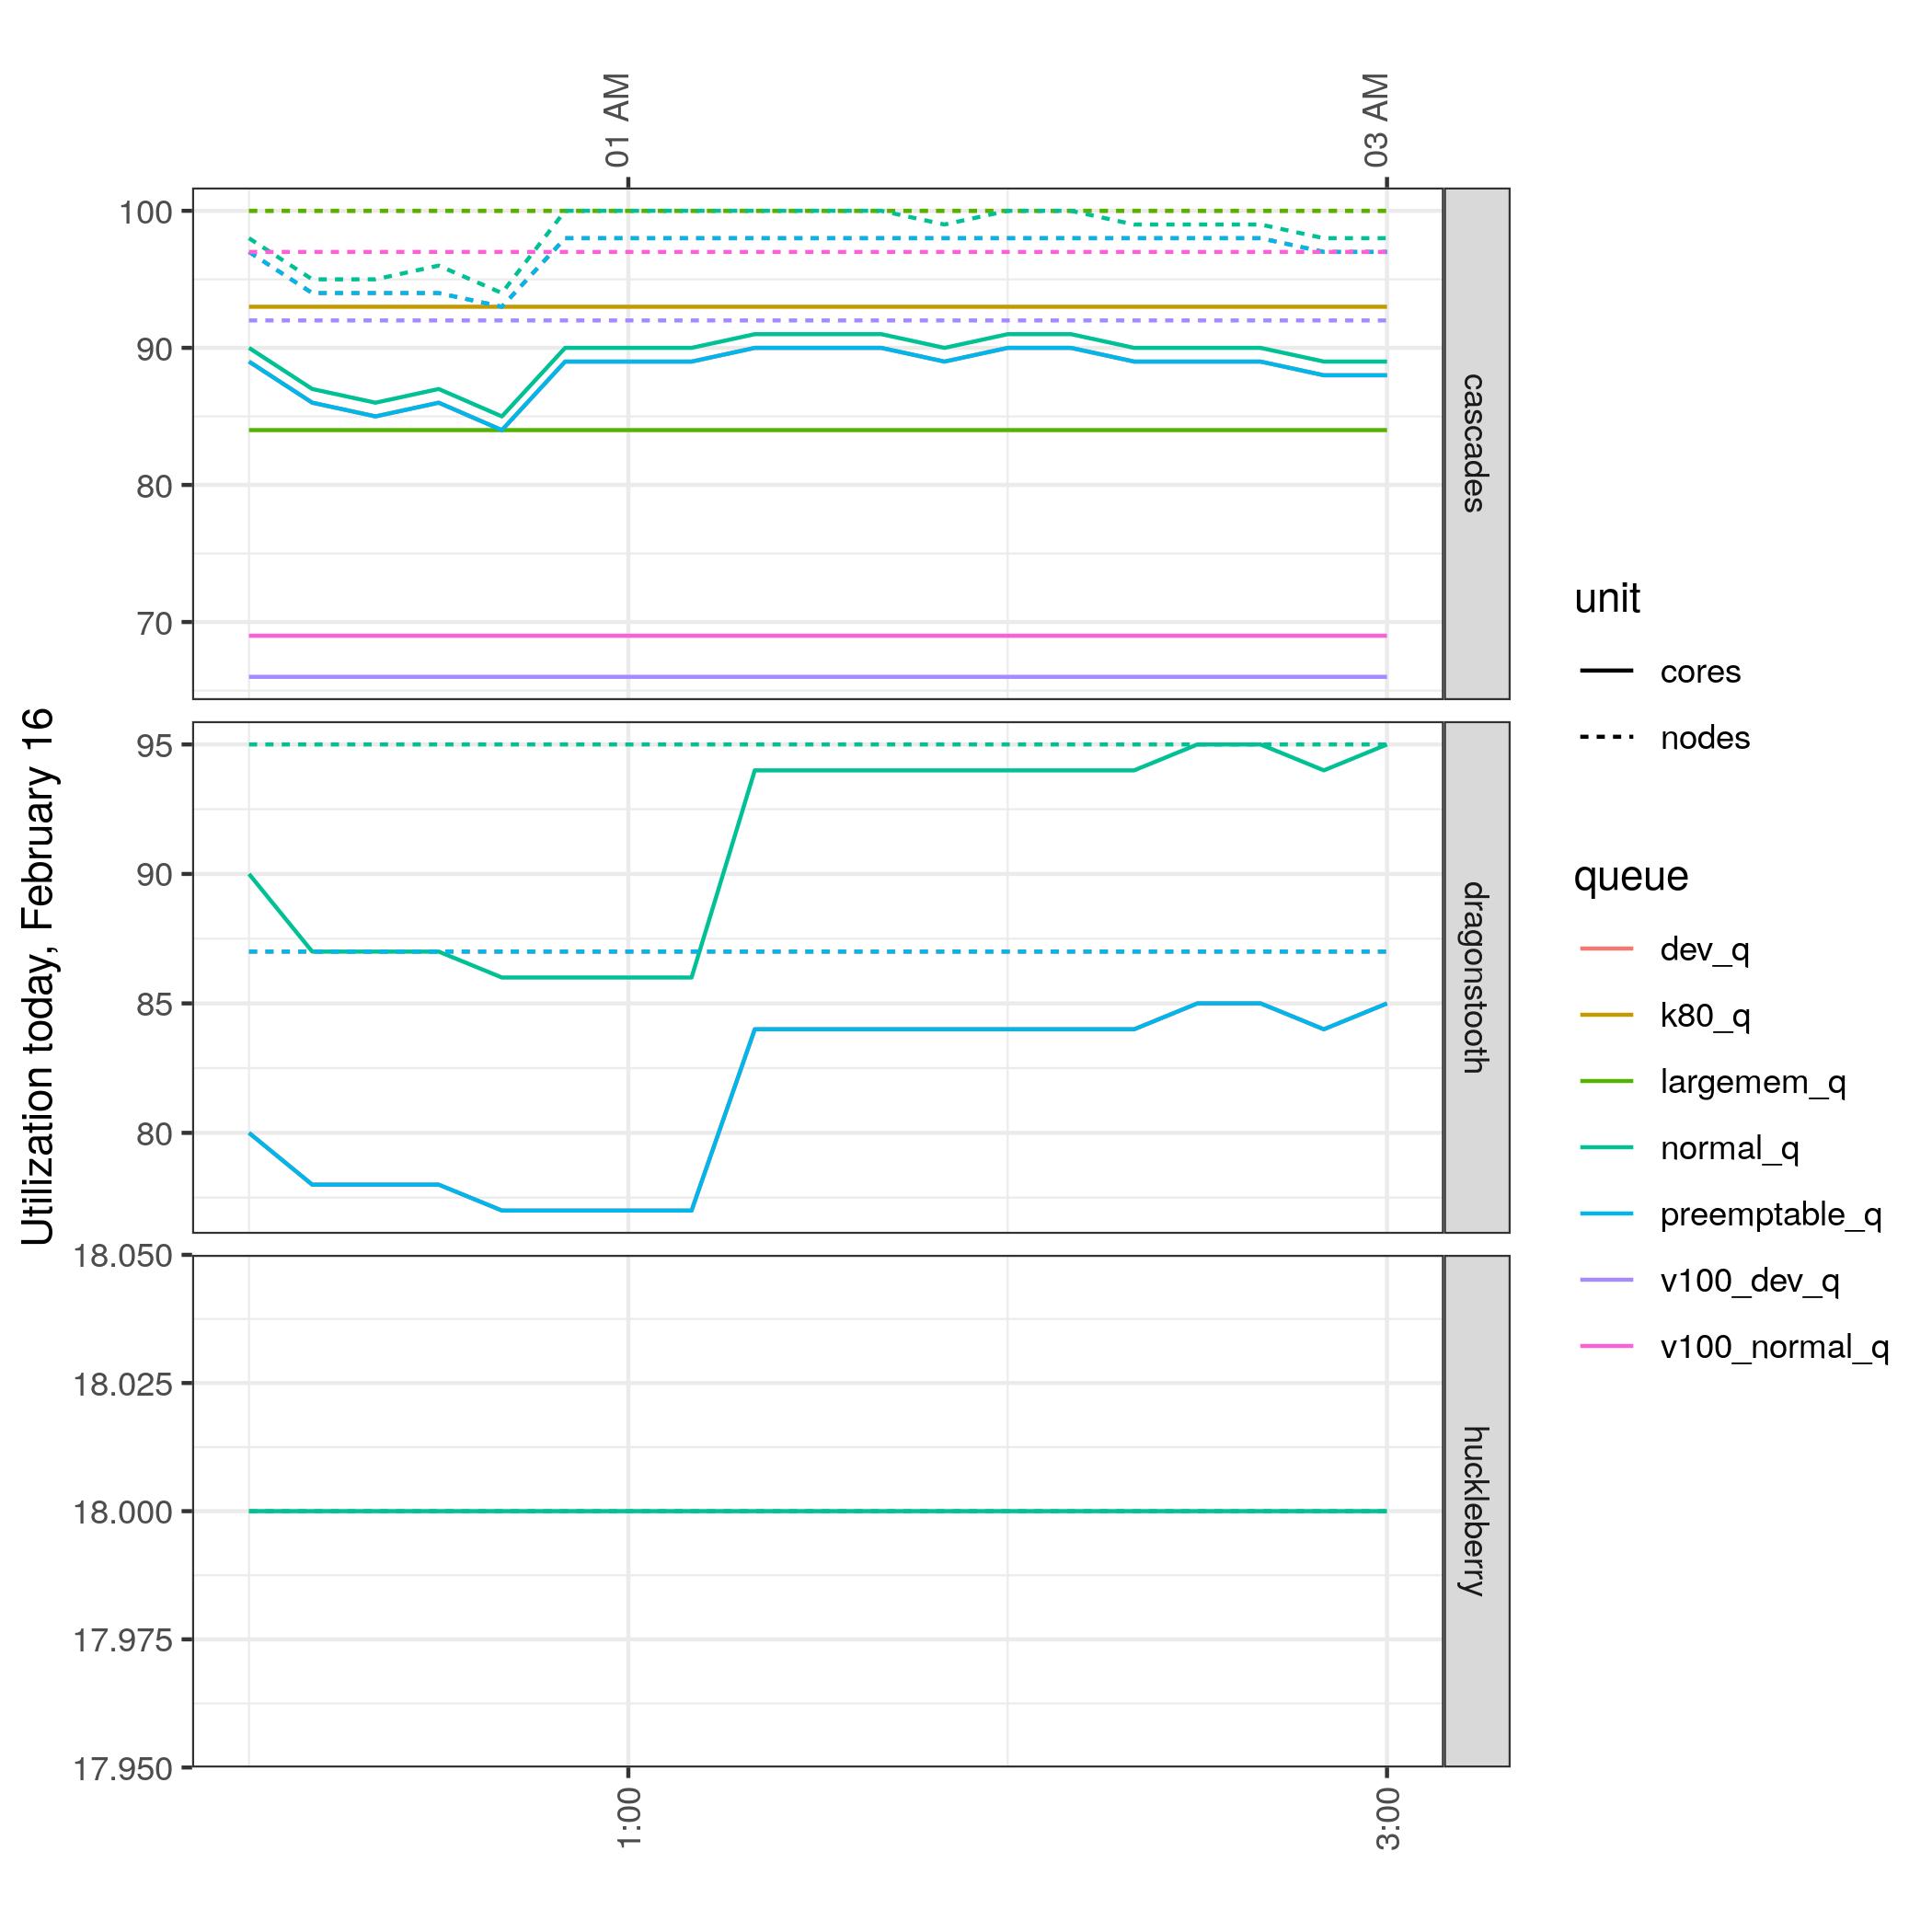 01 AM
03 AM
100
90
80
70
cascades
95
90
85
80
dragonstooth
18.050
18.025
18.000
17.975
17.950
huckleberry
1:00
3:00
Utilization today, February 16
unit
cores
nodes
queue
dev_q
k80_q
largemem_q
normal_q
preemptable_q
v100_dev_q
v100_normal_q